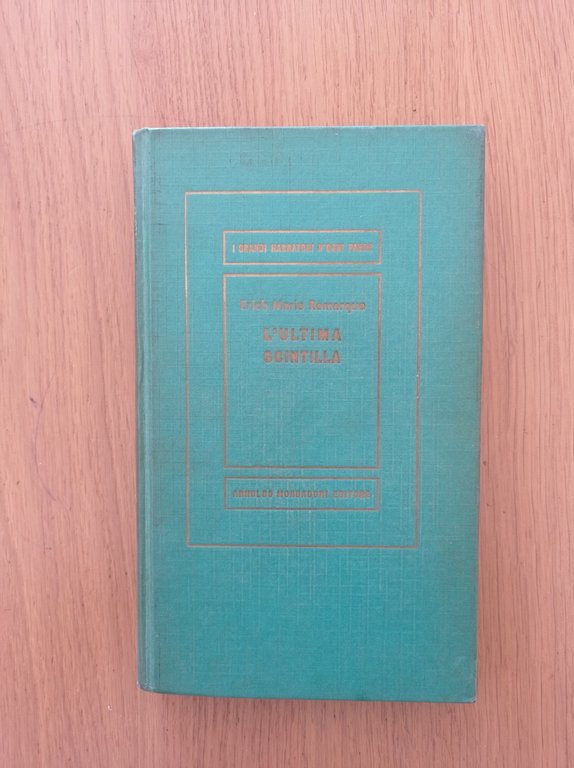 I GRANDI NARRATORI D'OGNI PAESE
Erich Maria Remarque
L'ULTIMA
SCINTILLA
ARNOLDO MONDADORI EDITORE